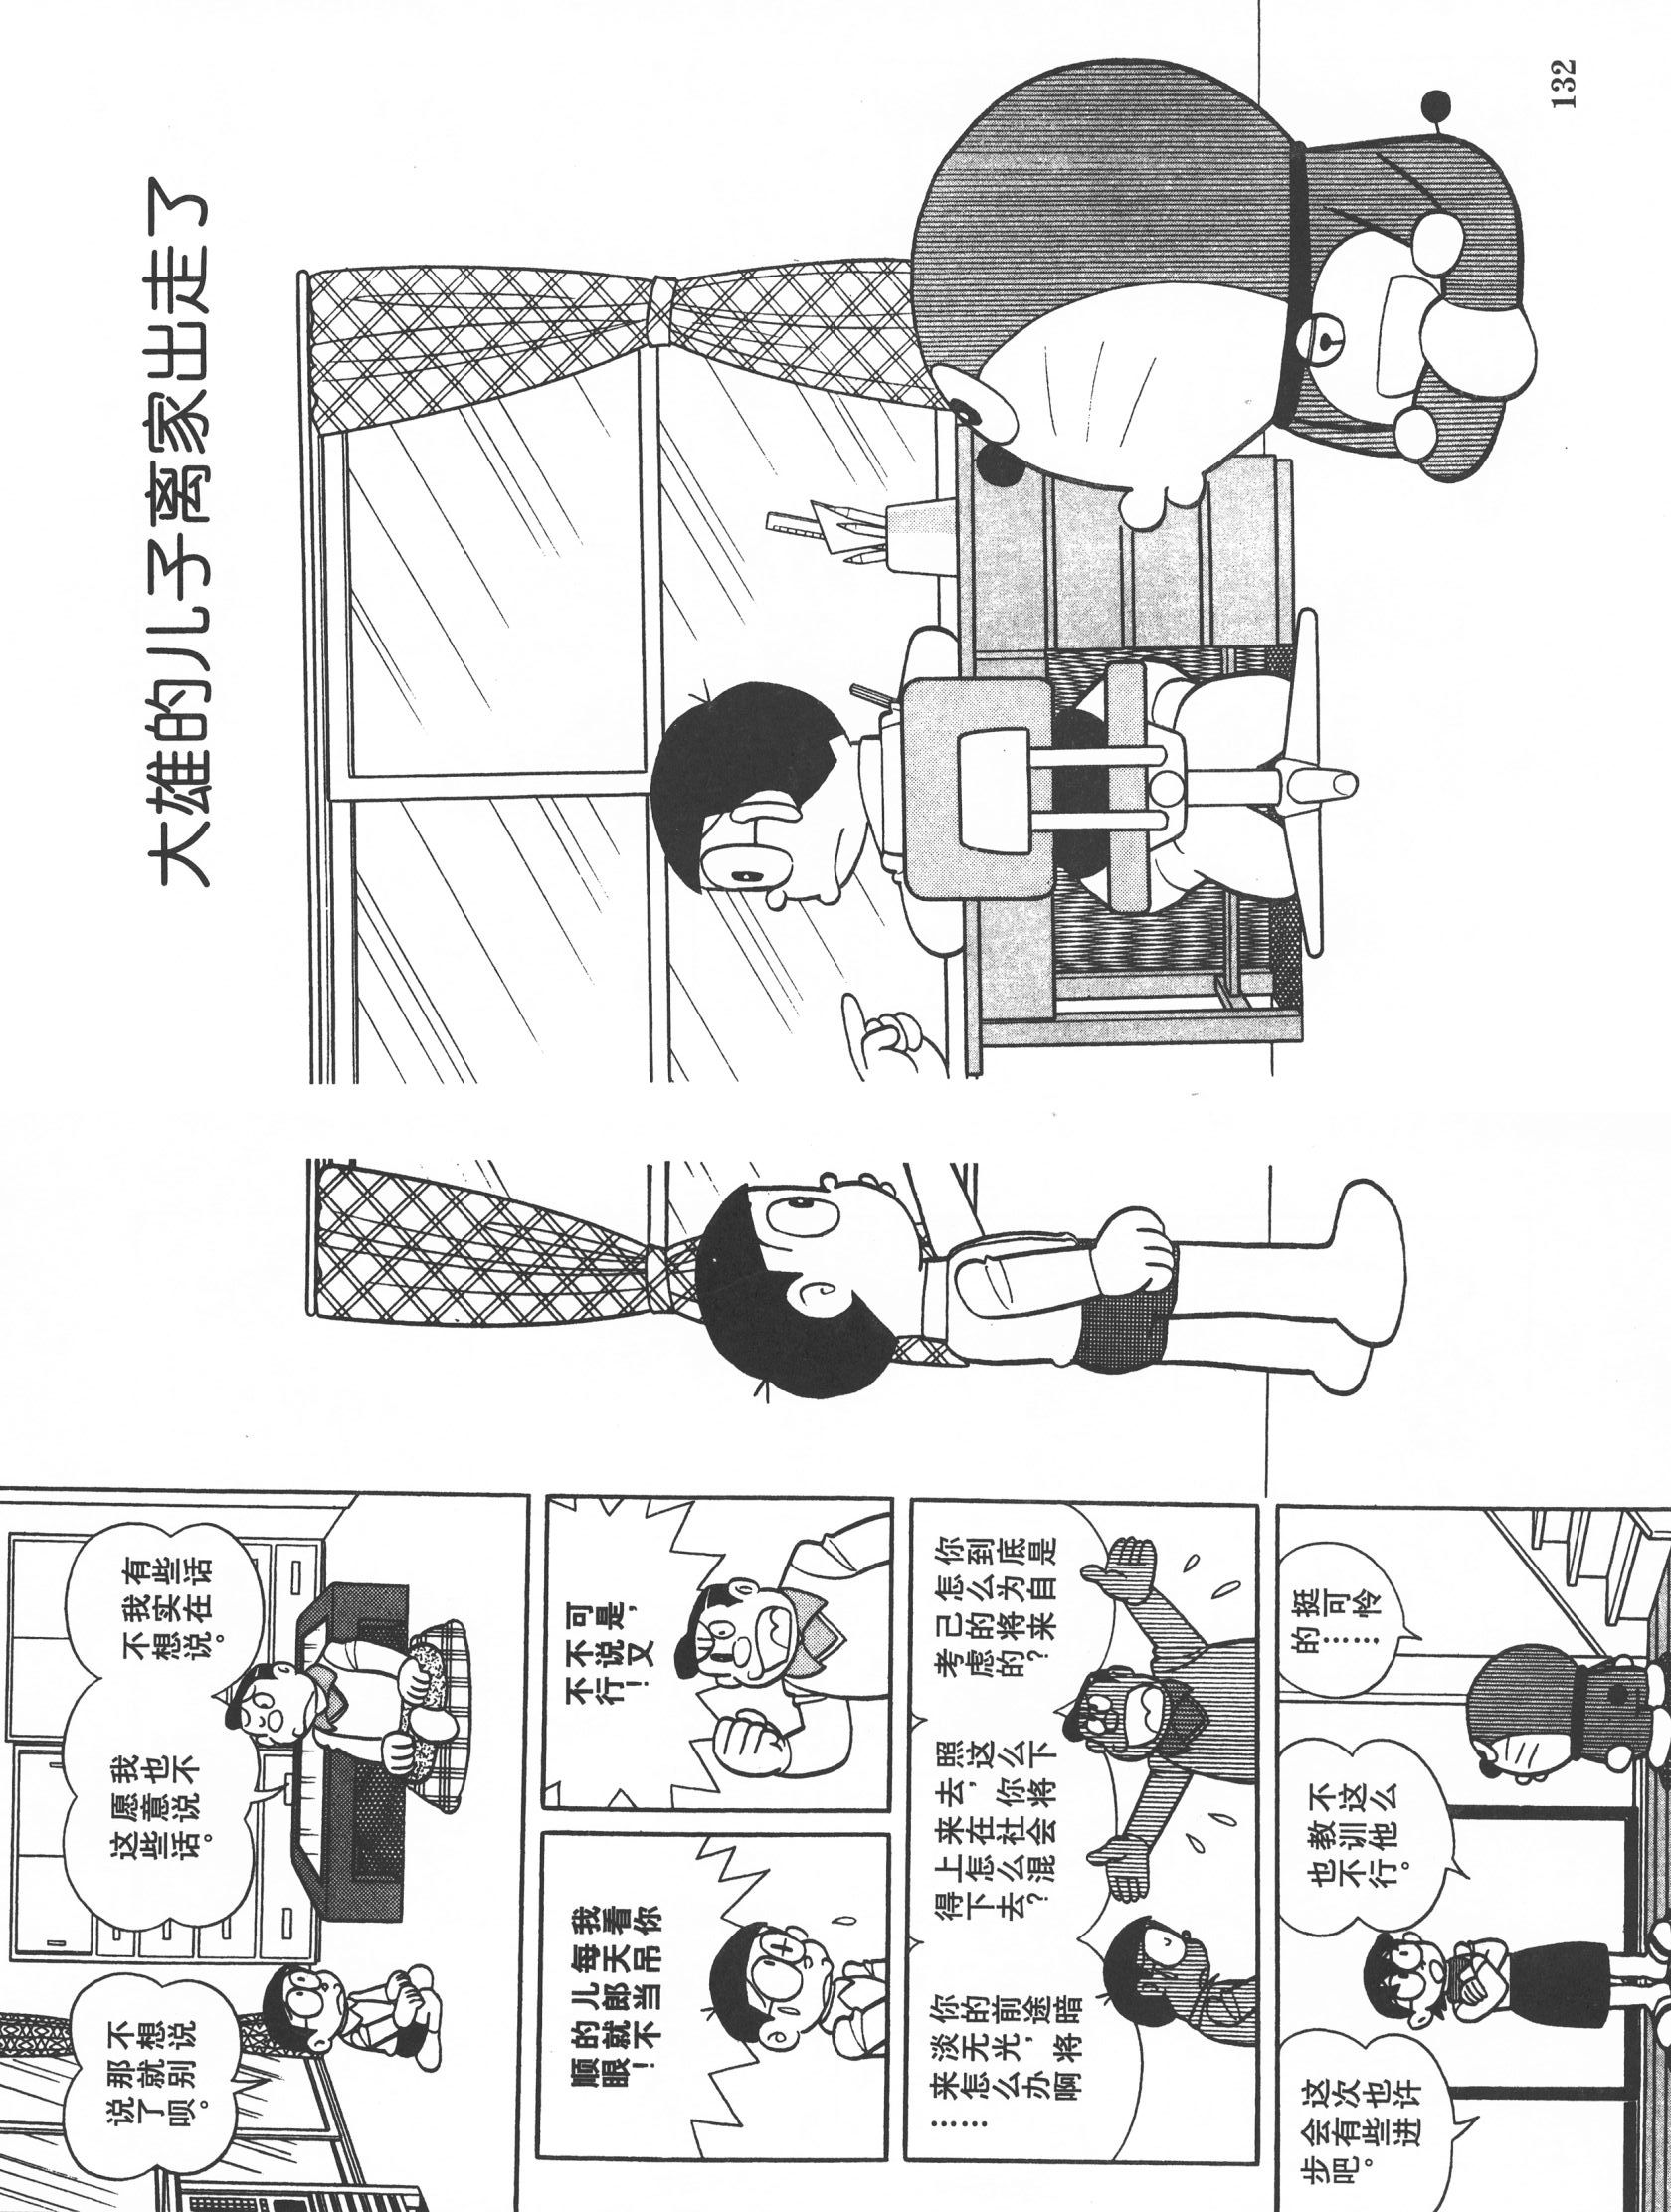 大雄的儿子离家出走了
132
有些话
我实在
不想说。
我也不
愿意说
这些话。
不想说
那就别
说了呗。
可是，
不说又
不行！
我看你
每天吊
儿郎当
的就不
顺眼！
你到底是
怎么为自
己的将来
考虑的？
照这么下
去，你将
来在社会
上怎么混
得下去？
你的前途暗
淡无光，将
来怎么办啊
……
挺可怜
的……
不这么
教训他
也不行。
这次也许
会有些进
步吧。